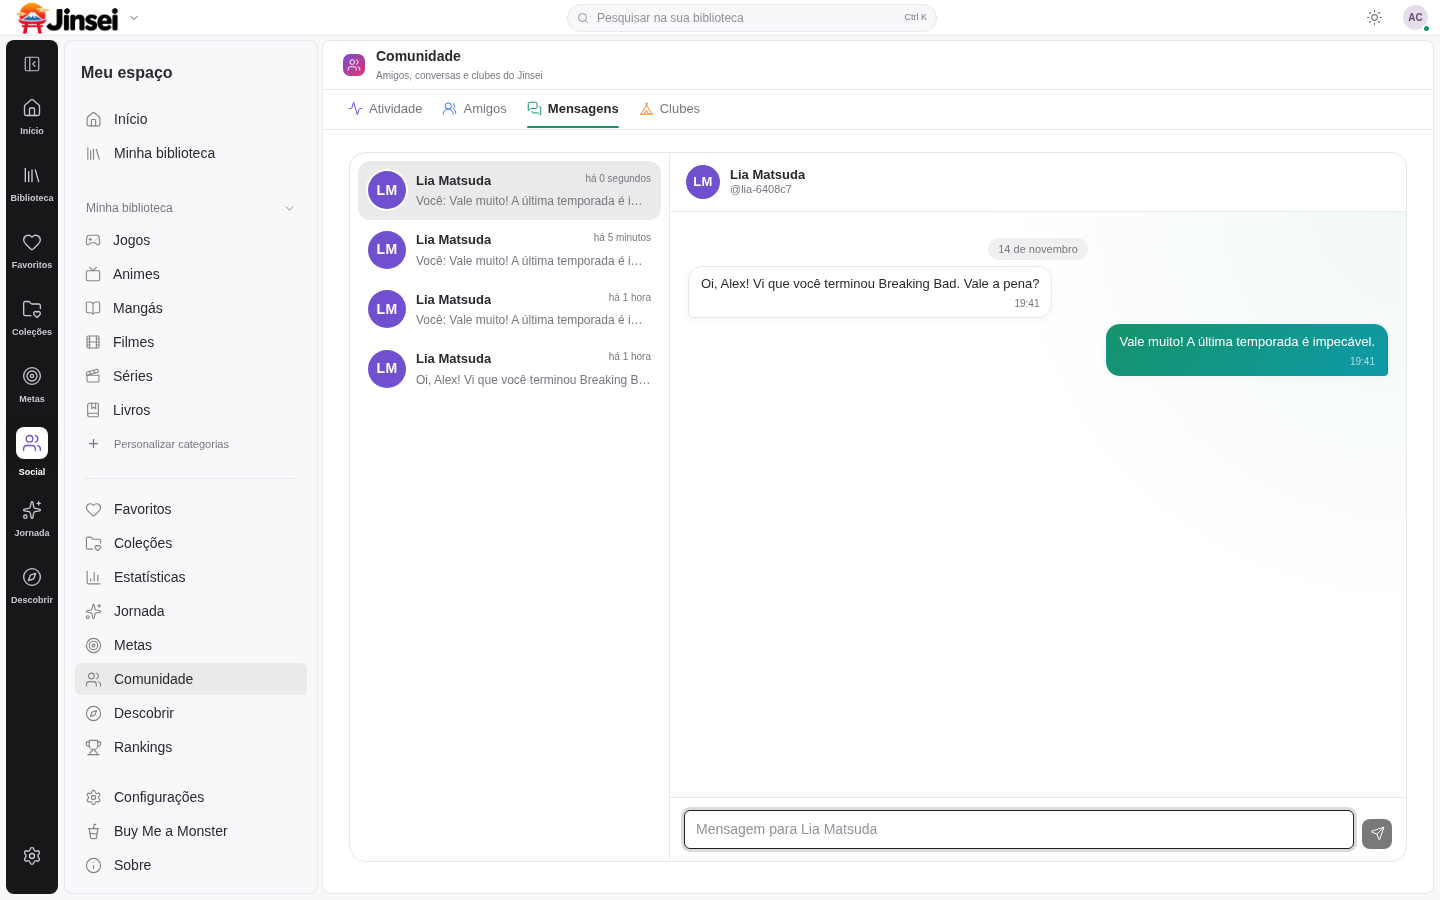 Jinsei
Pesquisar na sua biblioteca
Ctrl K
AC
Início
Biblioteca
Favoritos
Coleções
Metas
Social
Jornada
Descobrir
Meu espaço
Início
Minha biblioteca
Minha biblioteca
Jogos
Animes
Mangás
Filmes
Séries
Livros
Personalizar categorias
Favoritos
Coleções
Estatísticas
Jornada
Metas
Comunidade
Descobrir
Rankings
Configurações
Buy Me a Monster
Sobre
Comunidade
Amigos, conversas e clubes do Jinsei
Atividade
Amigos
Mensagens
Clubes
LM
Lia Matsuda
há 0 segundos
Você: Vale muito! A última temporada é i…
LM
Lia Matsuda
há 5 minutos
Você: Vale muito! A última temporada é i…
LM
Lia Matsuda
há 1 hora
Você: Vale muito! A última temporada é i…
LM
Lia Matsuda
há 1 hora
Oi, Alex! Vi que você terminou Breaking B…
LM
Lia Matsuda
@lia-6408c7
14 de novembro
Oi, Alex! Vi que você terminou Breaking Bad. Vale a pena?
19:41
Vale muito! A última temporada é impecável.
19:41
Mensagem para Lia Matsuda